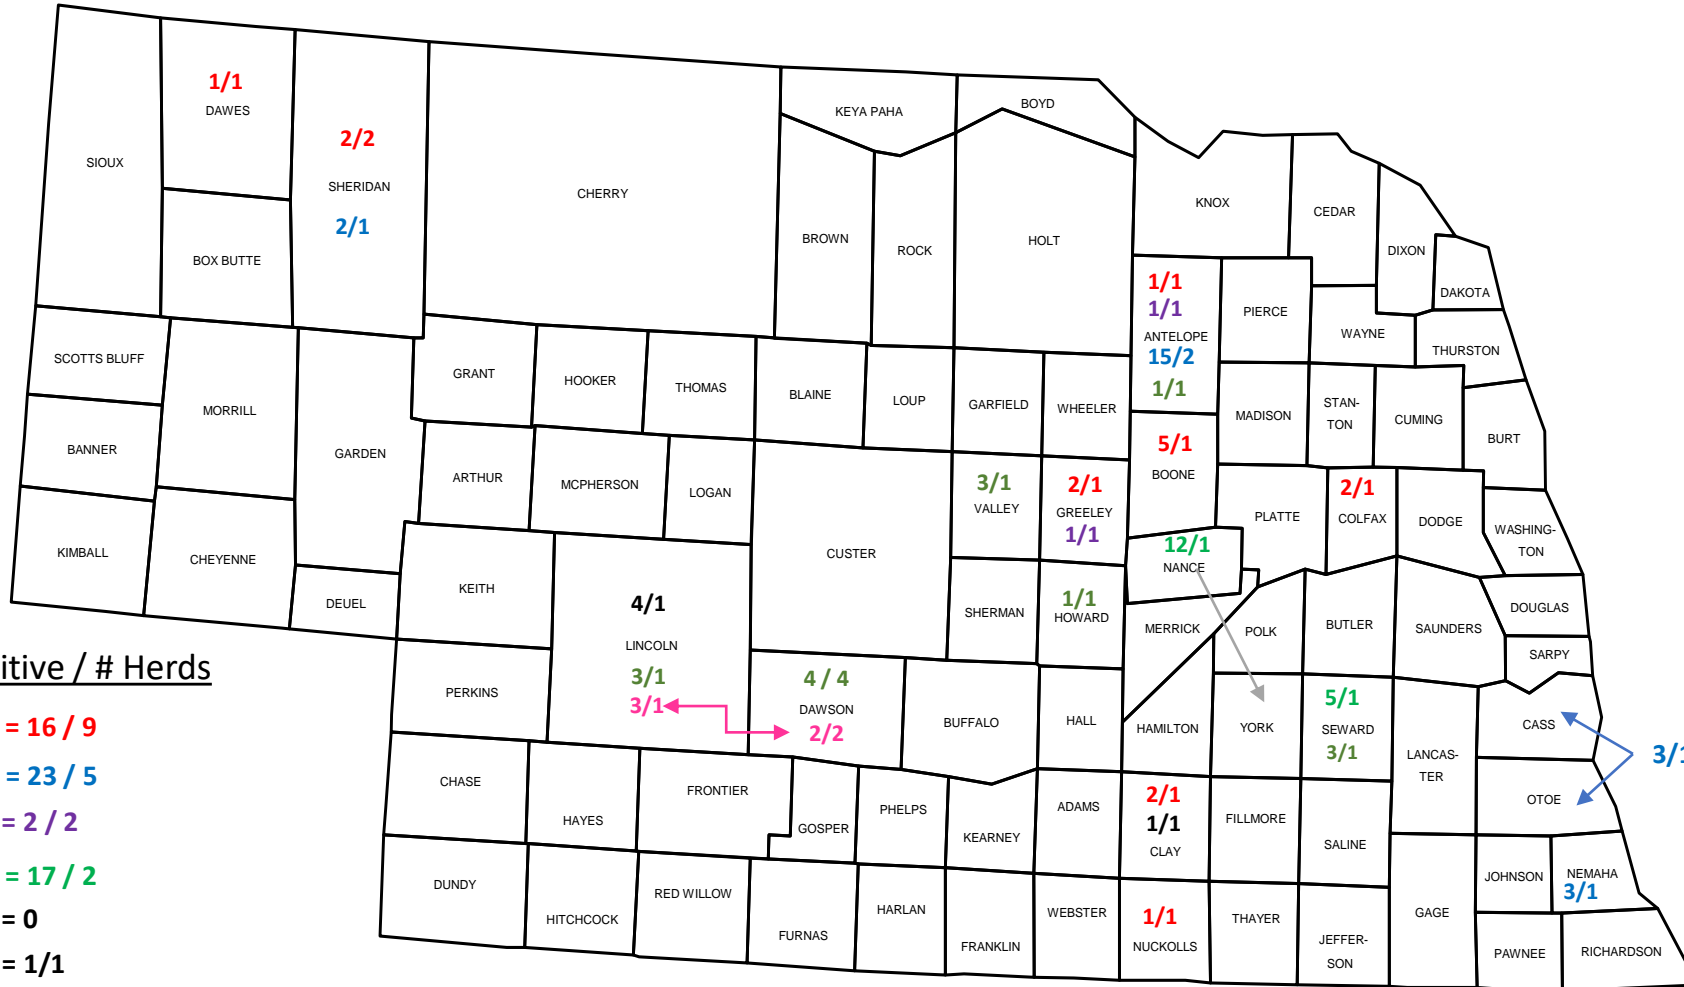 1/1
DAWES
2/2
SHERIDAN
2/1
SIOUX
BOX BUTTE
CHERRY
KEYA PAHA
BOYD
BROWN
ROCK
HOLT
KNOX
CEDAR
DIXON
DAKOTA
1/1
1/1
ANTELOPE
15/2
1/1
PIERCE
WAYNE
THURSTON
SCOTTS BLUFF
MORRILL
BANNER
GARDEN
GRANT
HOOKER
THOMAS
BLAINE
LOUP
GARFIELD
WHEELER
MADISON
STAN-
TON
CUMING
BURT
5/1
BOONE
ARTHUR
MCPHERSON
LOGAN
3/1
VALLEY
2/1
GREELEY
1/1
PLATTE
2/1
COLFAX
DODGE
WASHING-
TON
KIMBALL
CHEYENNE
DEUEL
KEITH
CUSTER
12/1
NANCE
4/1
LINCOLN
3/1
3/1
SHERMAN
1/1
HOWARD
MERRICK
POLK
BUTLER
SAUNDERS
DOUGLAS
SARPY
PERKINS
4 / 4
DAWSON
2/2
BUFFALO
HALL
HAMILTON
YORK
5/1
SEWARD
3/1
LANCAS-
TER
CASS
3/1
OTOE
CHASE
HAYES
FRONTIER
GOSPER
PHELPS
KEARNEY
ADAMS
2/1
1/1
CLAY
FILLMORE
SALINE
JOHNSON
NEMAHA
3/1
DUNDY
HITCHCOCK
RED WILLOW
FURNAS
HARLAN
FRANKLIN
WEBSTER
1/1
NUCKOLLS
THAYER
JEFFER-
SON
GAGE
PAWNEE
RICHARDSON
itive / # Herds
= 16 / 9
= 23 / 5
= 2 / 2
= 17 / 2
= 0
= 1/1